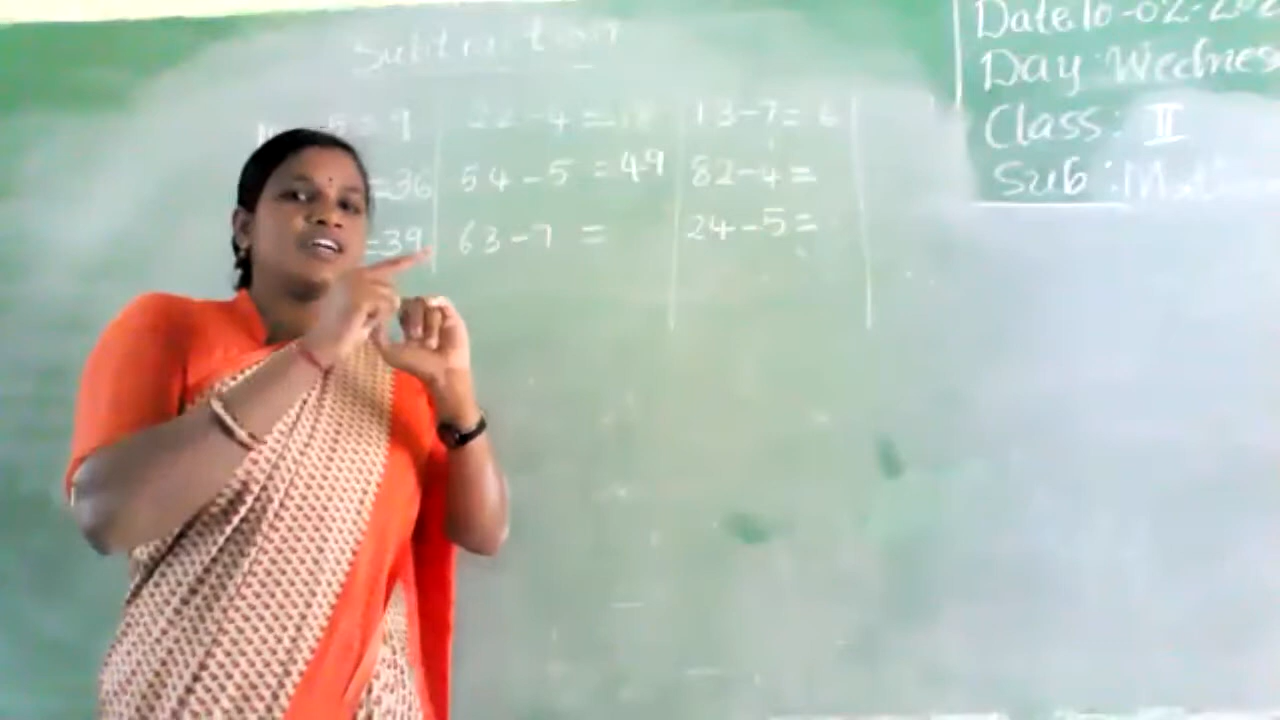 Subtraction
22-4=18 13-7=6
=36 54-5=49 82-4=
=39 63-7= 24-5=
Date 10-02-202
Day: Wednes
Class: II
Sub: